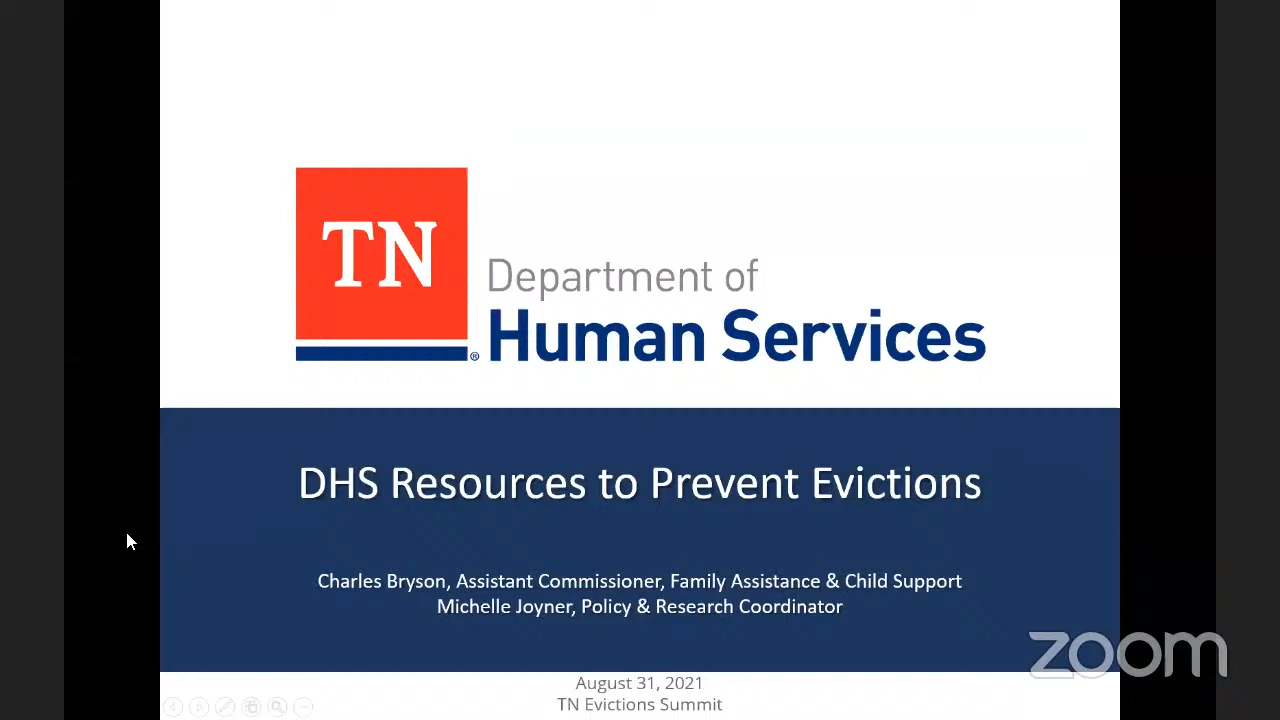 TN
Department of
® Human Services
DHS Resources to Prevent Evictions
Charles Bryson, Assistant Commissioner, Family Assistance & Child Support
Michelle Joyner, Policy & Research Coordinator
zoom
August 31, 2021
TN Evictions Summit